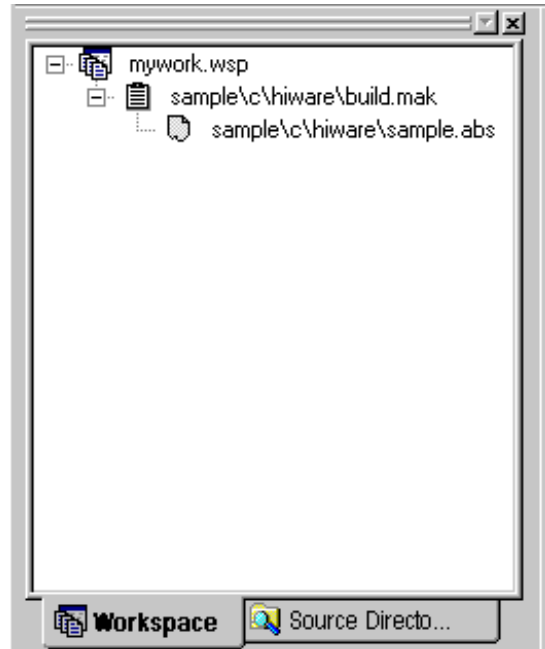 mywork.wsp
sample\c\hiware\build.mak
sample\c\hiware\sample.abs
Workspace
Source Directo...